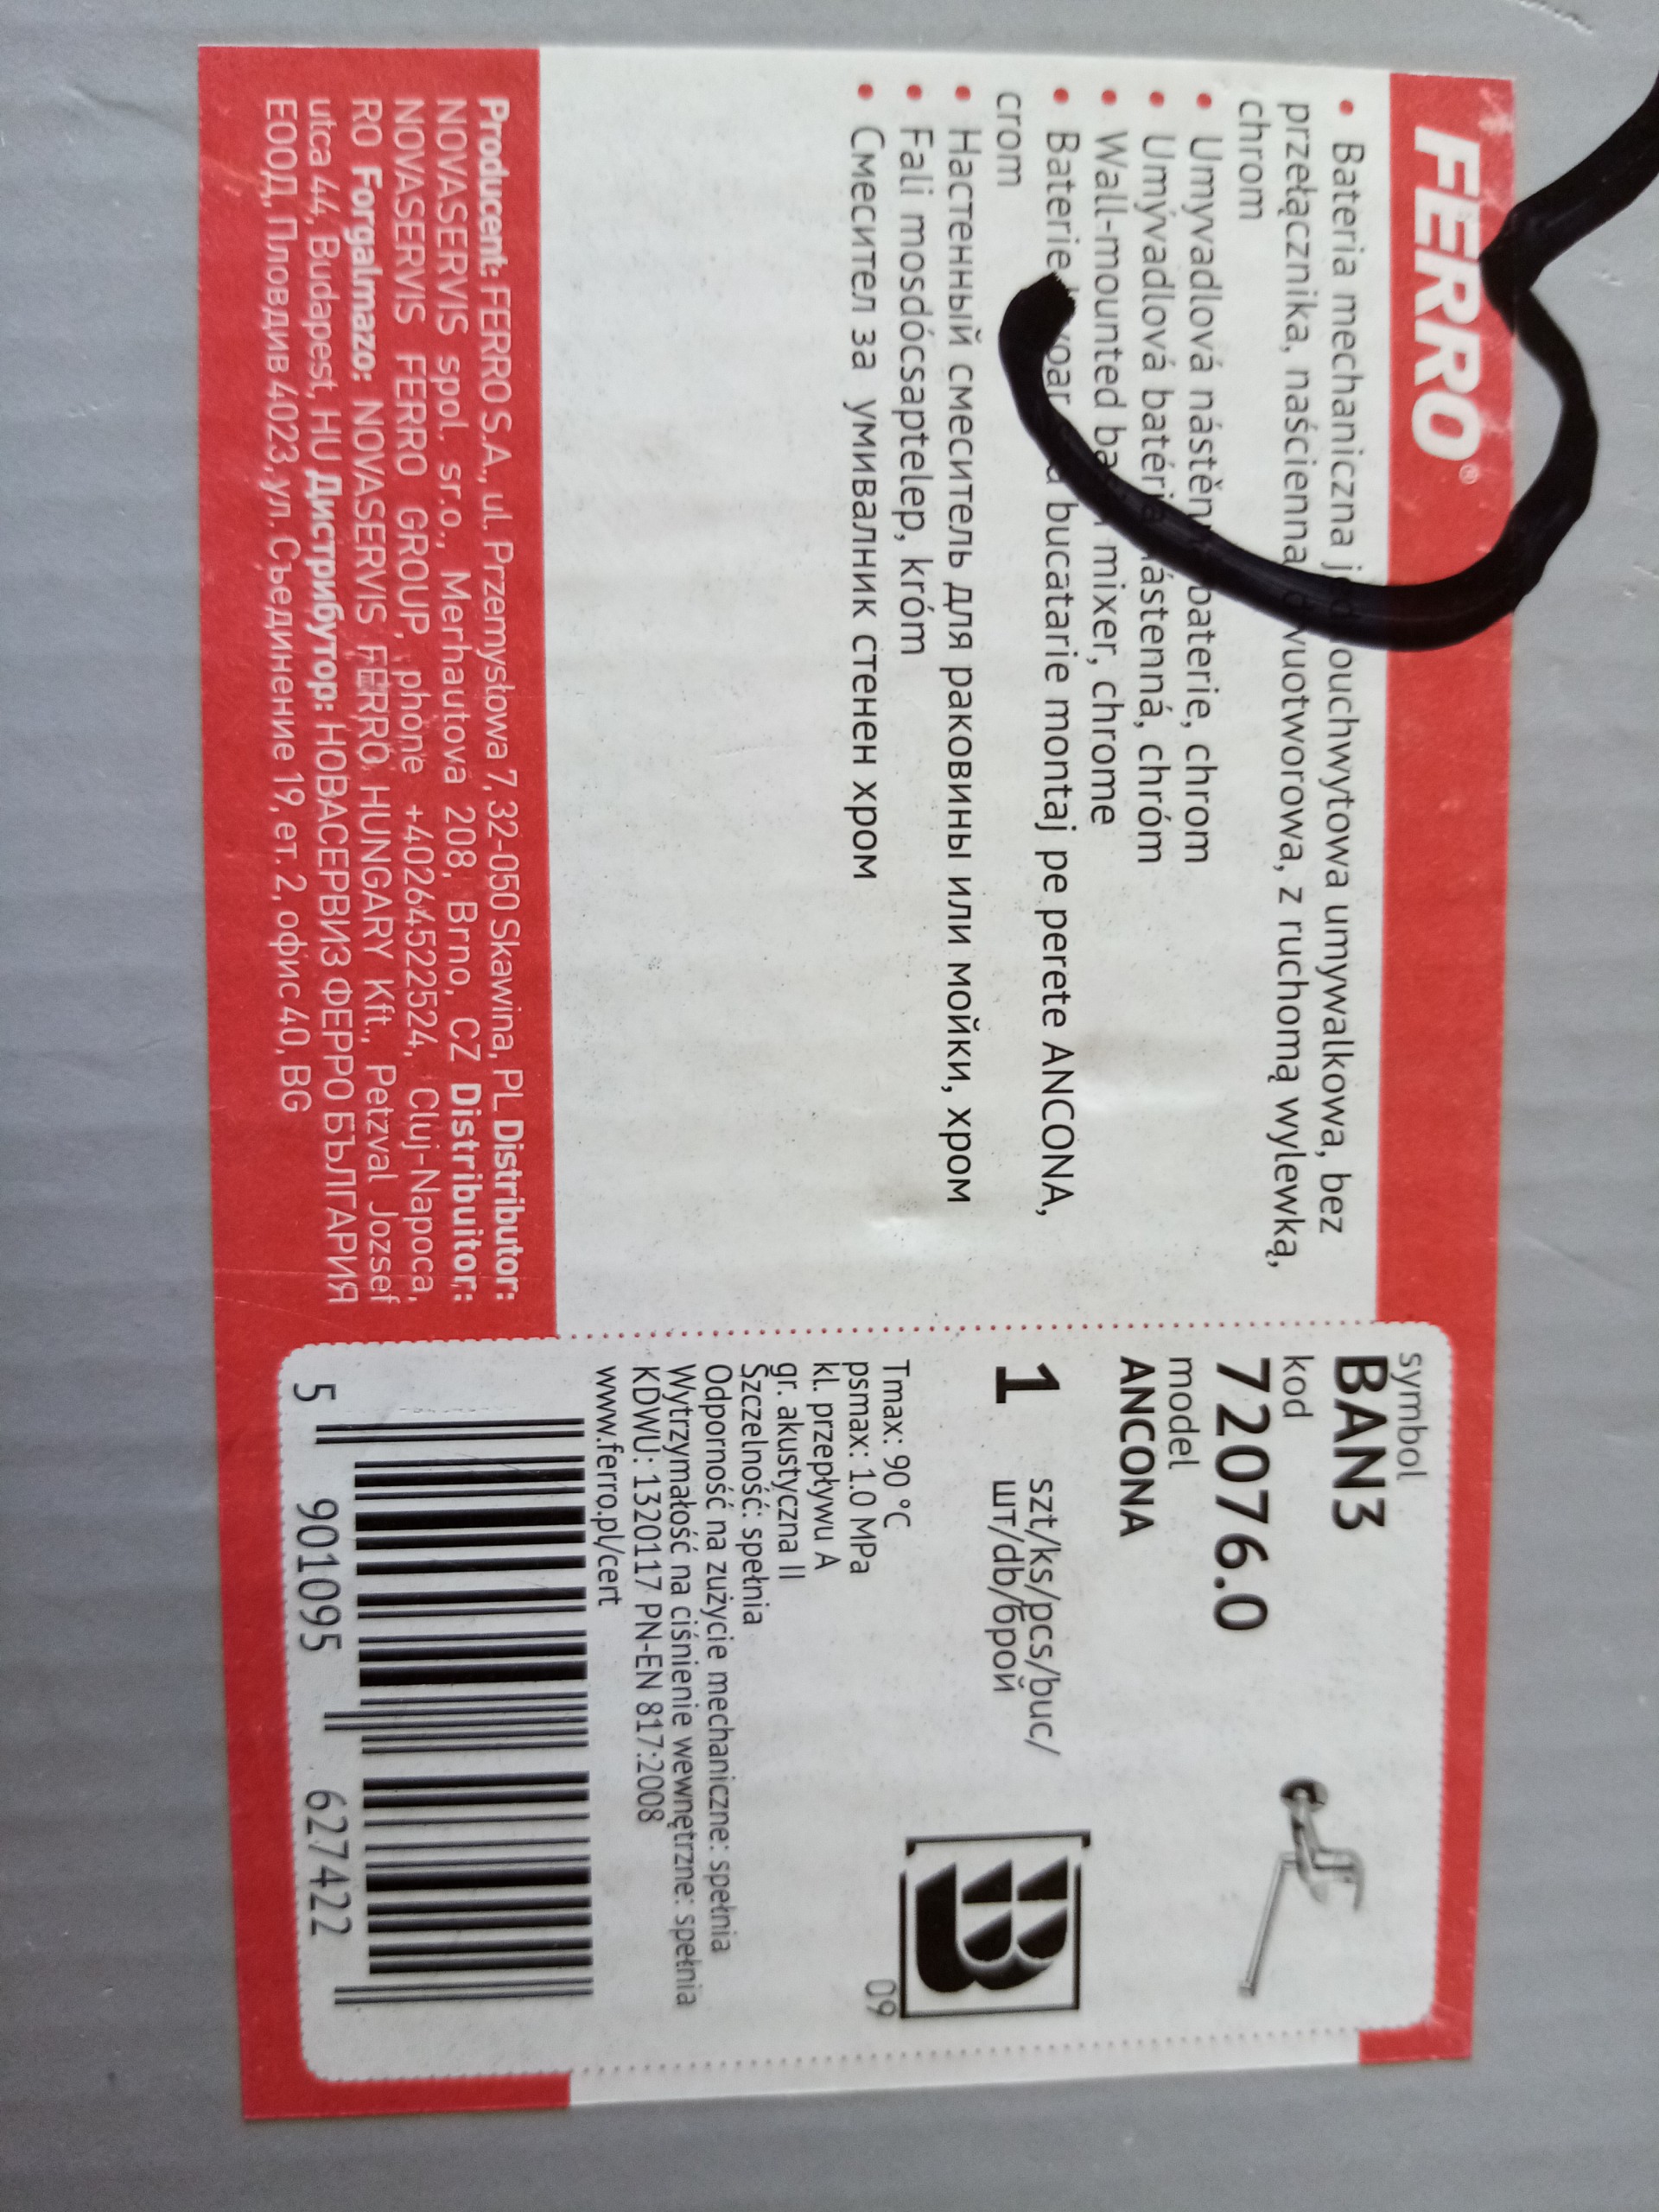 FERRO®
• Bateria mechaniczna jednouchwytowa umywalkowa, bez
przełącznika, naścienna dwuotworowa, z ruchomą wylewką,
chrom
• Umyvadlová nástěnná baterie, chrom
• Umývadlová batéria nástenná, chróm
• Wall-mounted basin mixer, chrome
• Baterie bucatarie montaj pe perete ANCONA,
crom
• Настенный смеситель для раковины или мойки, хром
• Fali mosdócsaptelep, króm
• Смесител за умивалник стенен хром
Producent: FERRO S.A., ul. Przemysłowa 7, 32-050 Skawina, PL Distributor:
NOVASERVIS spol. sr.o., Merhautova 208, Brno, CZ Distribuitor:
NOVASERVIS FERRO GROUP, phone +40264522524, Cluj-Napoca,
RO Forgalmazo: NOVASERVIS FERRO HUNGARY Kft., Petzval Jozsef
utca 44, Budapest, HU Дистрибутор: НОВАСЕРВИЗ ФЕРРО БЪЛГАРИЯ
ЕООД, Пловдив 4023, ул. Съединение 19, ет. 2, офис 40, BG
symbol
BAN3
kod
72076.0
model
ANCONA
1 szt/ks/pcs/buc/
шт/db/брой
Tmax: 90 °C
psmax: 1.0 MPa
kl. przepływu A
gr. akustyczna II
Szczelność: spełnia
Odporność na zużycie mechaniczne: spełnia
Wytrzymałość na ciśnienie wewnętrzne: spełnia
KDWU: 1320117 PN-EN 817:2008
www.ferro.pl/cert
B
09
5 901095 627422